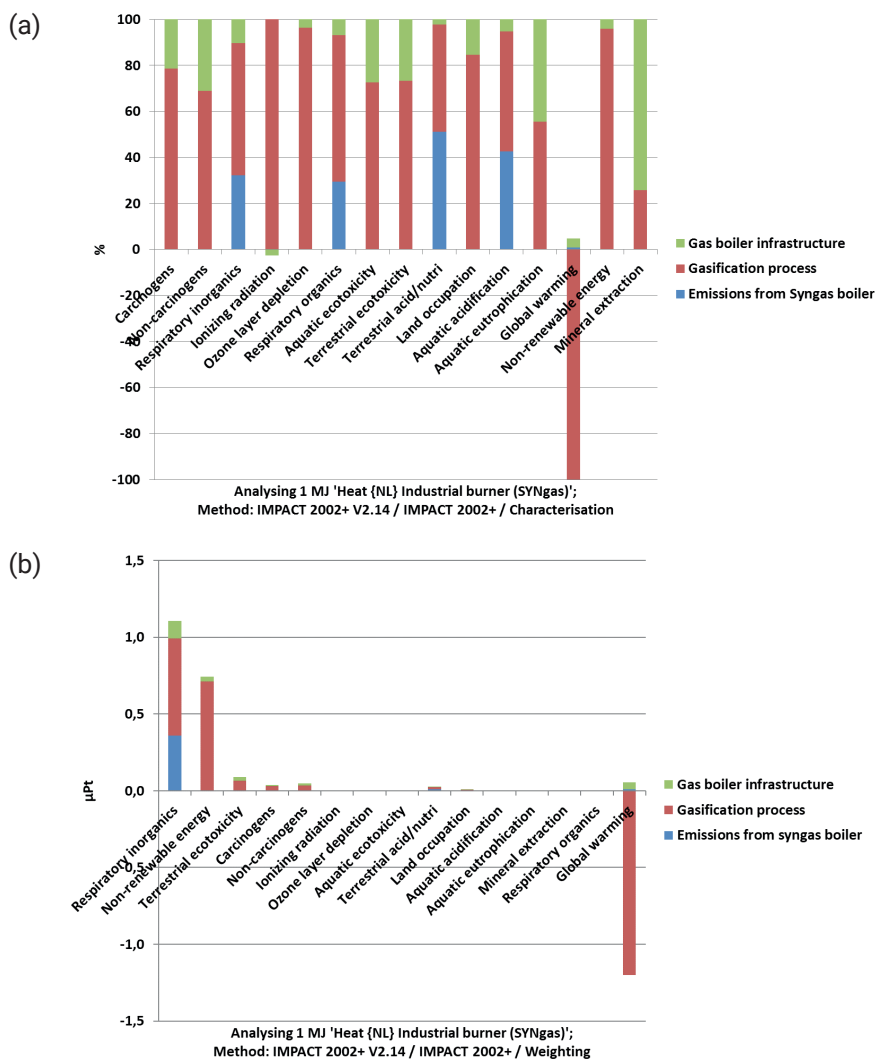 (a)
100
80
60
40
20
0
-20
-40
-60
-80
-100
%
Carcinogens
Non-carcinogens
Respiratory inorganics
Ionizing radiation
Ozone layer depletion
Respiratory organics
Aquatic ecotoxicity
Terrestrial ecotoxicity
Terrestrial acid/nutri
Land occupation
Aquatic acidification
Aquatic eutrophication
Global warming
Non-renewable energy
Mineral extraction
Gas boiler infrastructure
Gasification process
Emissions from Syngas boiler
Analysing 1 MJ 'Heat {NL} Industrial burner (SYNgas)';
Method: IMPACT 2002+ V2.14 / IMPACT 2002+ / Characterisation
(b)
1,5
1,0
0,5
0,0
-0,5
-1,0
-1,5
µPt
Respiratory inorganics
Non-renewable energy
Terrestrial ecotoxicity
Carcinogens
Non-carcinogens
Ionizing radiation
Ozone layer depletion
Aquatic ecotoxicity
Terrestrial acid/nutri
Land occupation
Aquatic acidification
Aquatic eutrophication
Mineral extraction
Respiratory organics
Global warming
Gas boiler infrastructure
Gasification process
Emissions from syngas boiler
Analysing 1 MJ 'Heat {NL} Industrial burner (SYNgas)';
Method: IMPACT 2002+ V2.14 / IMPACT 2002+ / Weighting